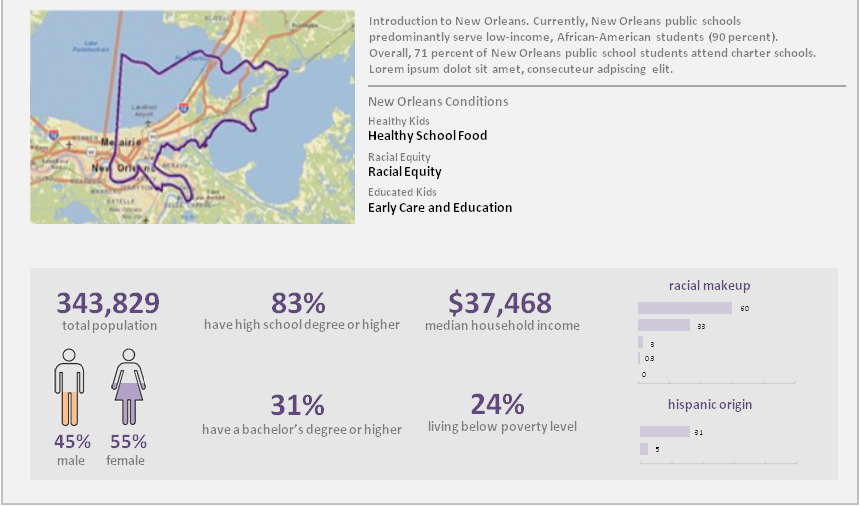 Introduction to New Orleans. Currently, New Orleans public schools
predominantly serve low-income, African-American students (90 percent).
Overall, 71 percent of New Orleans public school students attend charter schools.
Lorem ipsum dolot sit amet, consecuteur adipiscing elit.
New Orleans Conditions
Healthy Kids
Healthy School Food
Racial Equity
Racial Equity
Educated Kids
Early Care and Education
Lake
Lakefront
Airport
Metairie
New Orleans
343,829
total population
83%
have high school degree or higher
$37,468
median household income
45%
male
55%
female
31%
have a bachelor's degree or higher
24%
living below poverty level
racial makeup
60
33
3
0.3
0
hispanic origin
31
5